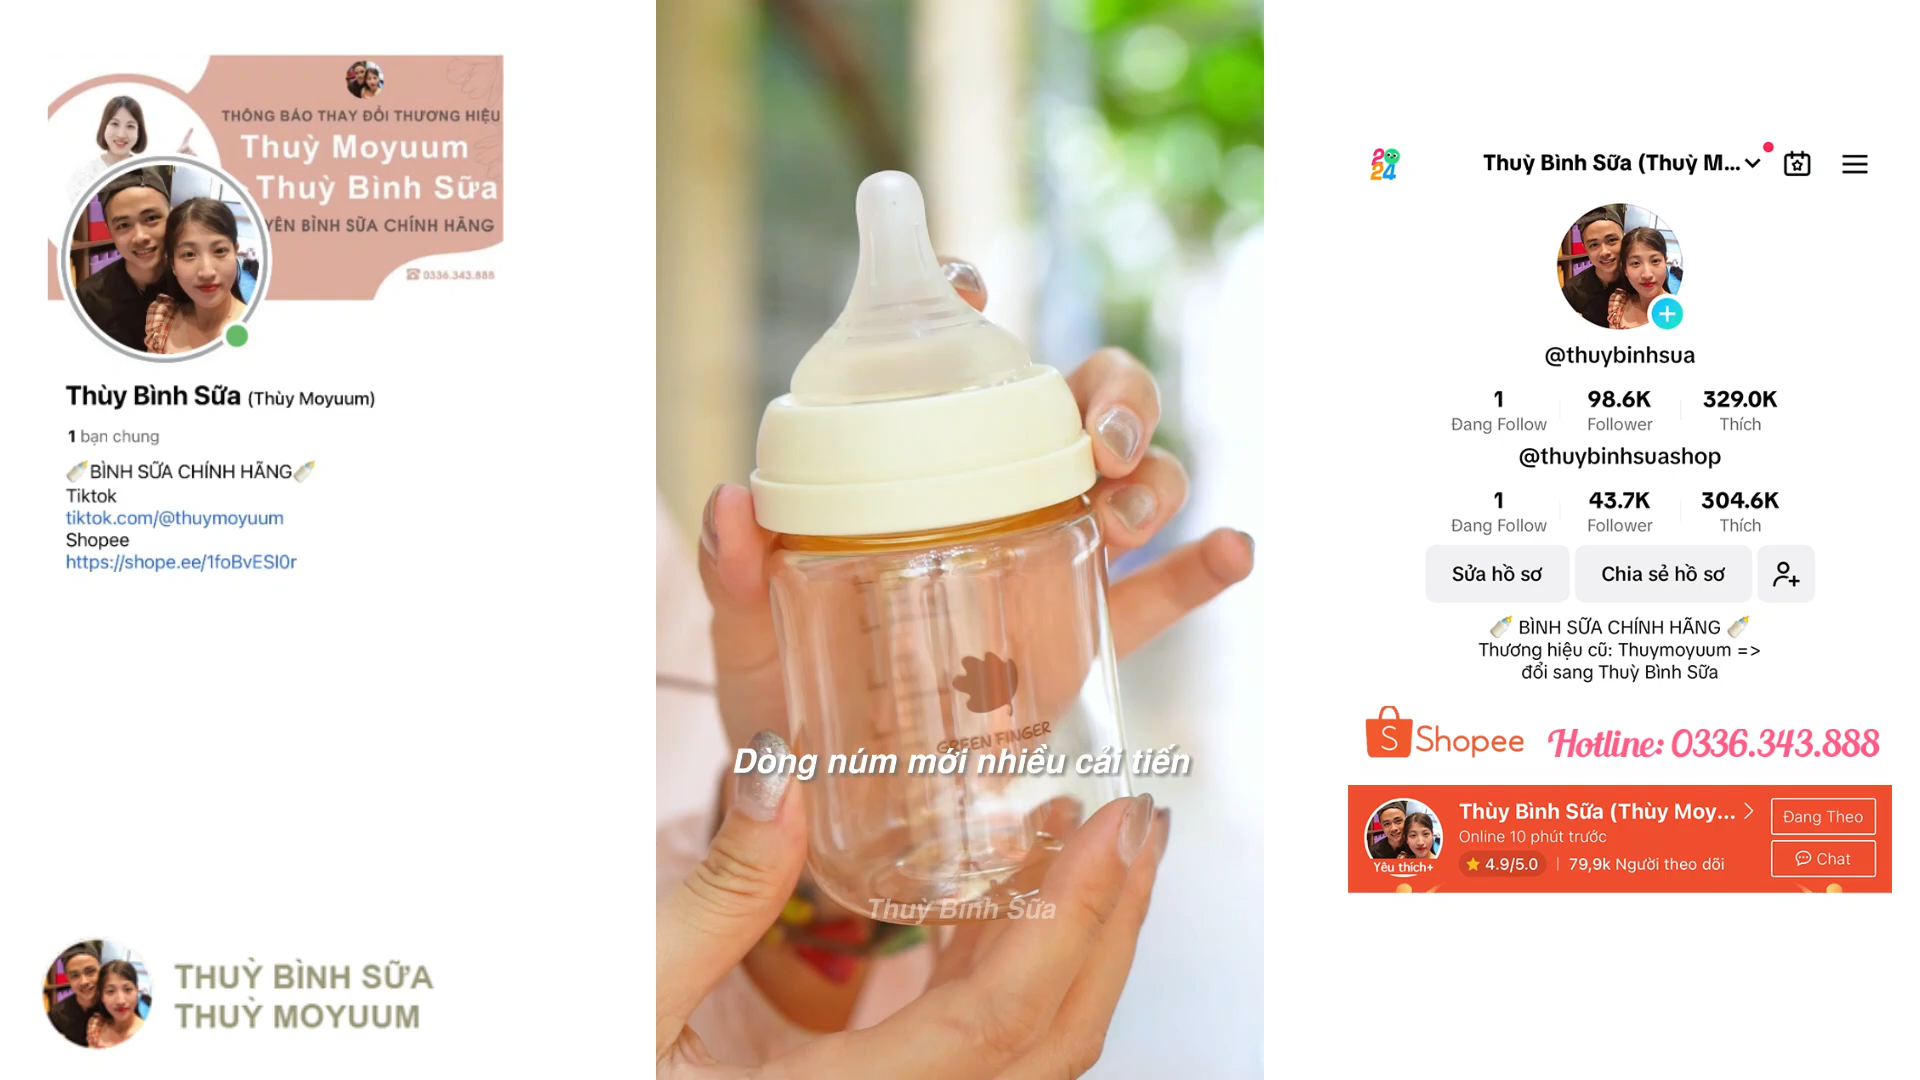 THÔNG BÁO THAY ĐỔI THƯƠNG HIỆU
Thuỳ Moyuum
Thuỳ Bình Sữa
YÊN BÌNH SỮA CHÍNH HÃNG
☎ 0336.343.888
Thùy Bình Sữa (Thùy Moyuum)
1 bạn chung
🍼BÌNH SỮA CHÍNH HÃNG🍼
Tiktok
tiktok.com/@thuymoyuum
Shopee
https://shope.ee/1foBvESI0r
THUỲ BÌNH SỮA
THUỲ MOYUUM
GREEN FINGER
Dòng núm mới nhiều cải tiến
Thuỳ Bình Sữa
2024
Thuỳ Bình Sữa (Thuỳ M...
@thuybinhsua
1 98.6K 329.0K
Đang Follow Follower Thích
@thuybinhsuashop
1 43.7K 304.6K
Đang Follow Follower Thích
Sửa hồ sơ Chia sẻ hồ sơ
🍼 BÌNH SỮA CHÍNH HÃNG 🍼
Thương hiệu cũ: Thuymoyuum =>
đổi sang Thuỳ Bình Sữa
Shopee Hotline: 0336.343.888
Thùy Bình Sữa (Thùy Moy... > Đang Theo
Online 10 phút trước
Yêu thích+ 4.9/5.0 | 79,9k Người theo dõi Chat